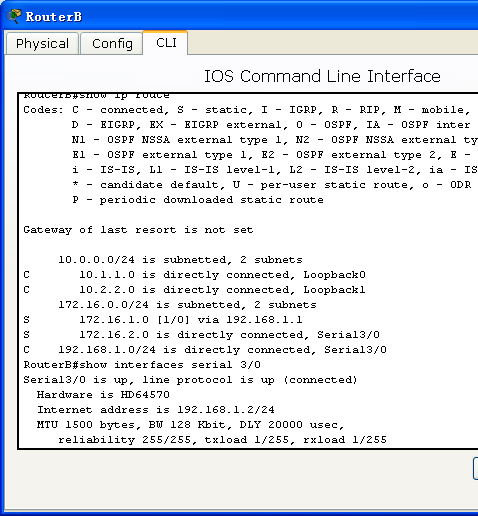 RouterB
Physical Config CLI
IOS Command Line Interface
RouterB#show ip route
Codes: C - connected, S - static, I - IGRP, R - RIP, M - mobile,
D - EIGRP, EX - EIGRP external, O - OSPF, IA - OSPF inter
N1 - OSPF NSSA external type 1, N2 - OSPF NSSA external
E1 - OSPF external type 1, E2 - OSPF external type 2, E -
i - IS-IS, L1 - IS-IS level-1, L2 - IS-IS level-2, ia - IS
* - candidate default, U - per-user static route, o - ODR
P - periodic downloaded static route
Gateway of last resort is not set
10.0.0.0/24 is subnetted, 2 subnets
C 10.1.1.0 is directly connected, Loopback0
C 10.2.2.0 is directly connected, Loopback1
172.16.0.0/24 is subnetted, 2 subnets
S 172.16.1.0 [1/0] via 192.168.1.1
S 172.16.2.0 is directly connected, Serial3/0
C 192.168.1.0/24 is directly connected, Serial3/0
RouterB#show interfaces serial 3/0
Serial3/0 is up, line protocol is up (connected)
Hardware is HD64570
Internet address is 192.168.1.2/24
MTU 1500 bytes, BW 128 Kbit, DLY 20000 usec,
reliability 255/255, txload 1/255, rxload 1/255